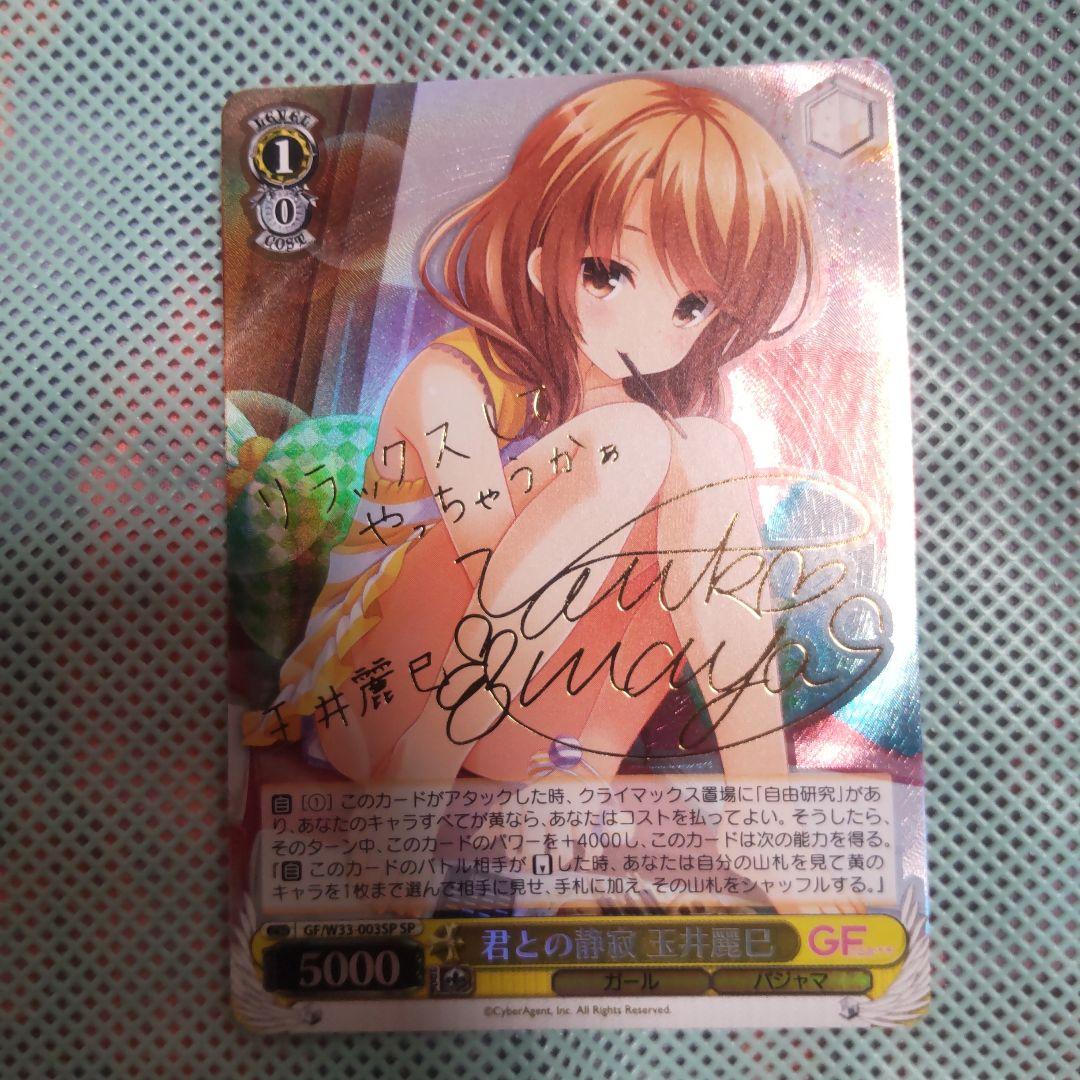 LEVEL
1
0
COST
リラックスして
やっちゃうかぁ
玉井麗巳
自 [①] このカードがアタックした時、クライマックス置場に「自由研究」があ
り、あなたのキャラすべてが黄なら、あなたはコストを払ってよい。そうしたら、
そのターン中、このカードのパワーを＋4000し、このカードは次の能力を得る。
『自 このカードのバトル相手が した時、あなたは自分の山札を見て黄の
キャラを1枚まで選んで相手に見せ、手札に加え、その山札をシャッフルする。』
GF/W33-003SP SP
君との静寂 玉井麗巳 GF
5000
ガール パジャマ
©CyberAgent, Inc. All Rights Reserved.